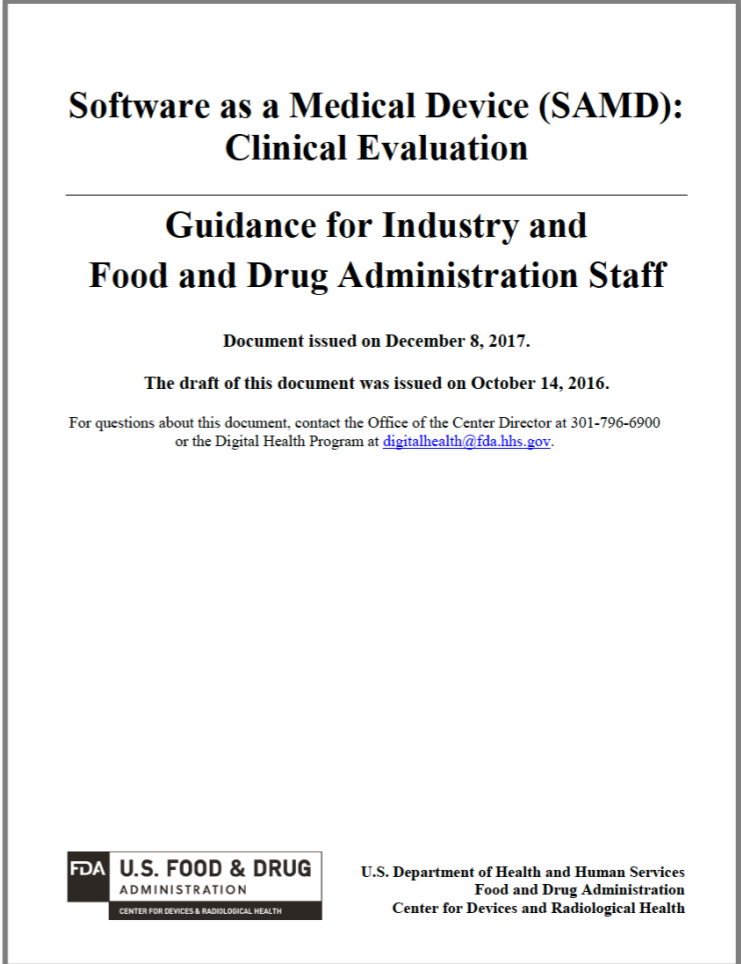 Software as a Medical Device (SAMD):
Clinical Evaluation
Guidance for Industry and
Food and Drug Administration Staff
Document issued on December 8, 2017.
The draft of this document was issued on October 14, 2016.
For questions about this document, contact the Office of the Center Director at 301-796-6900
or the Digital Health Program at digitalhealth@fda.hhs.gov.
FDA U.S. FOOD & DRUG
ADMINISTRATION
CENTER FOR DEVICES & RADIOLOGICAL HEALTH
U.S. Department of Health and Human Services
Food and Drug Administration
Center for Devices and Radiological Health